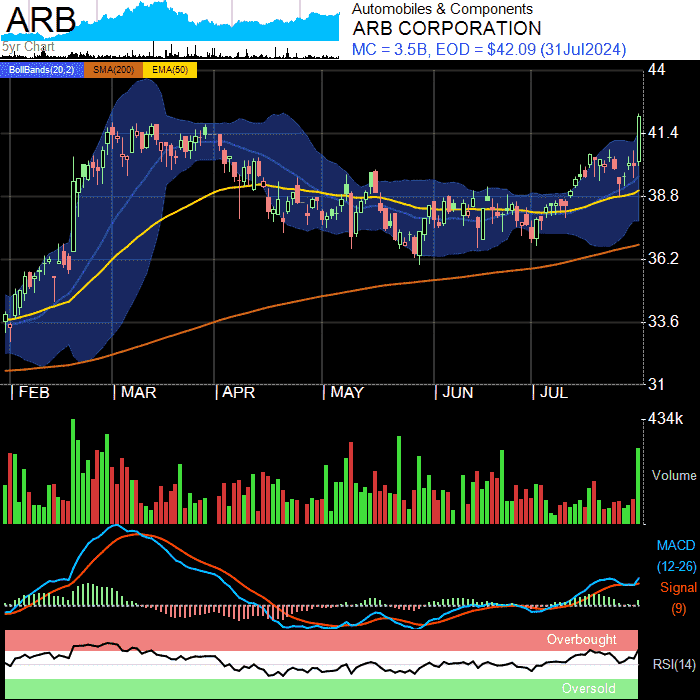 ARB
5yr Chart
Automobiles & Components
ARB CORPORATION
MC = 3.5B, EOD = $42.09 (31Jul2024)
BollBands(20,2) SMA(200) EMA(50)
44
41.4
38.8
36.2
33.6
31
FEB MAR APR MAY JUN JUL
434k
Volume
MACD
(12-26)
Signal
(9)
Overbought
RSI(14)
Oversold